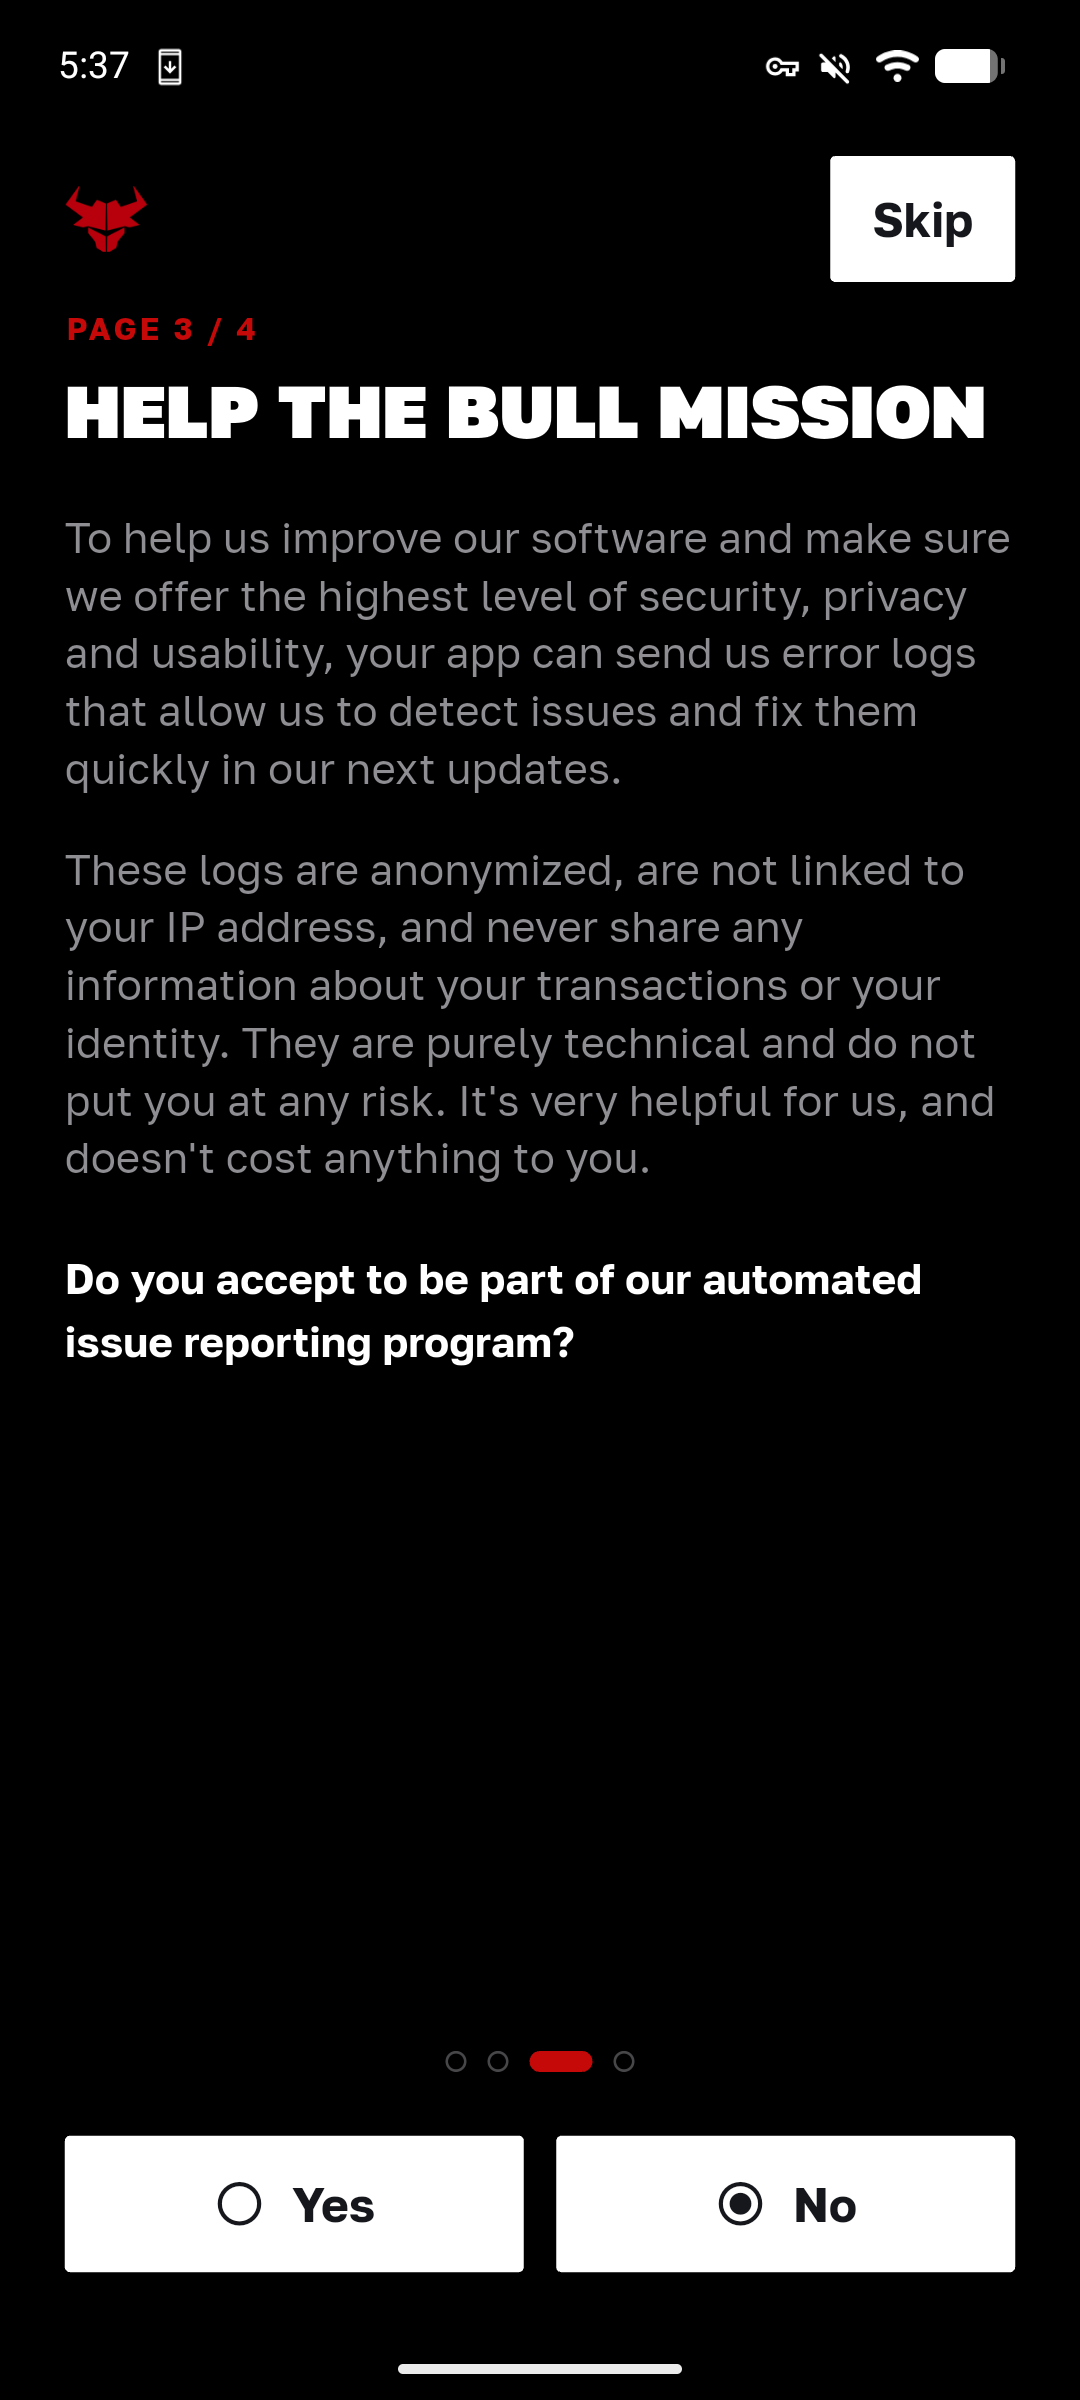 5:37
Skip
PAGE 3 / 4
HELP THE BULL MISSION
To help us improve our software and make sure
we offer the highest level of security, privacy
and usability, your app can send us error logs
that allow us to detect issues and fix them
quickly in our next updates.
These logs are anonymized, are not linked to
your IP address, and never share any
information about your transactions or your
identity. They are purely technical and do not
put you at any risk. It's very helpful for us, and
doesn't cost anything to you.
Do you accept to be part of our automated
issue reporting program?
Yes
No